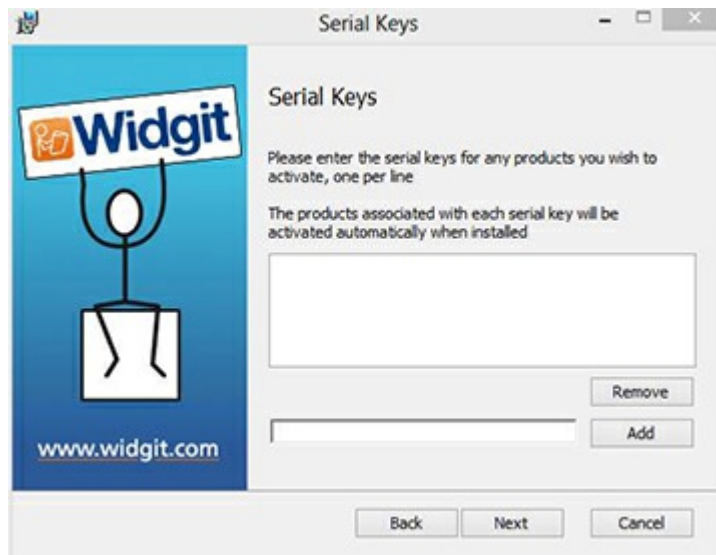 Serial Keys
Widgit
www.widgit.com
Serial Keys
Please enter the serial keys for any products you wish to
activate, one per line
The products associated with each serial key will be
activated automatically when installed
Remove
Add
Back
Next
Cancel